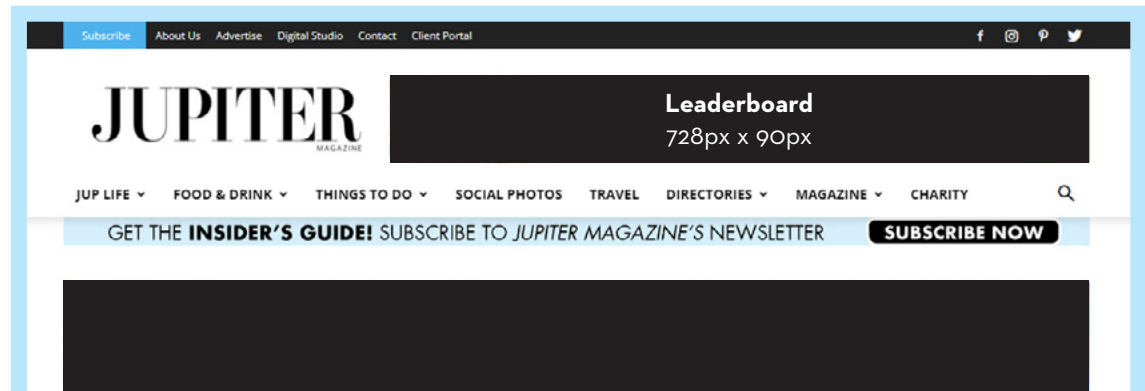 Subscribe About Us Advertise Digital Studio Contact Client Portal
JUPITER
MAGAZINE
Leaderboard
728px x 90px
JUP LIFE FOOD & DRINK THINGS TO DO SOCIAL PHOTOS TRAVEL DIRECTORIES MAGAZINE CHARITY
GET THE INSIDER'S GUIDE! SUBSCRIBE TO JUPITER MAGAZINE'S NEWSLETTER SUBSCRIBE NOW